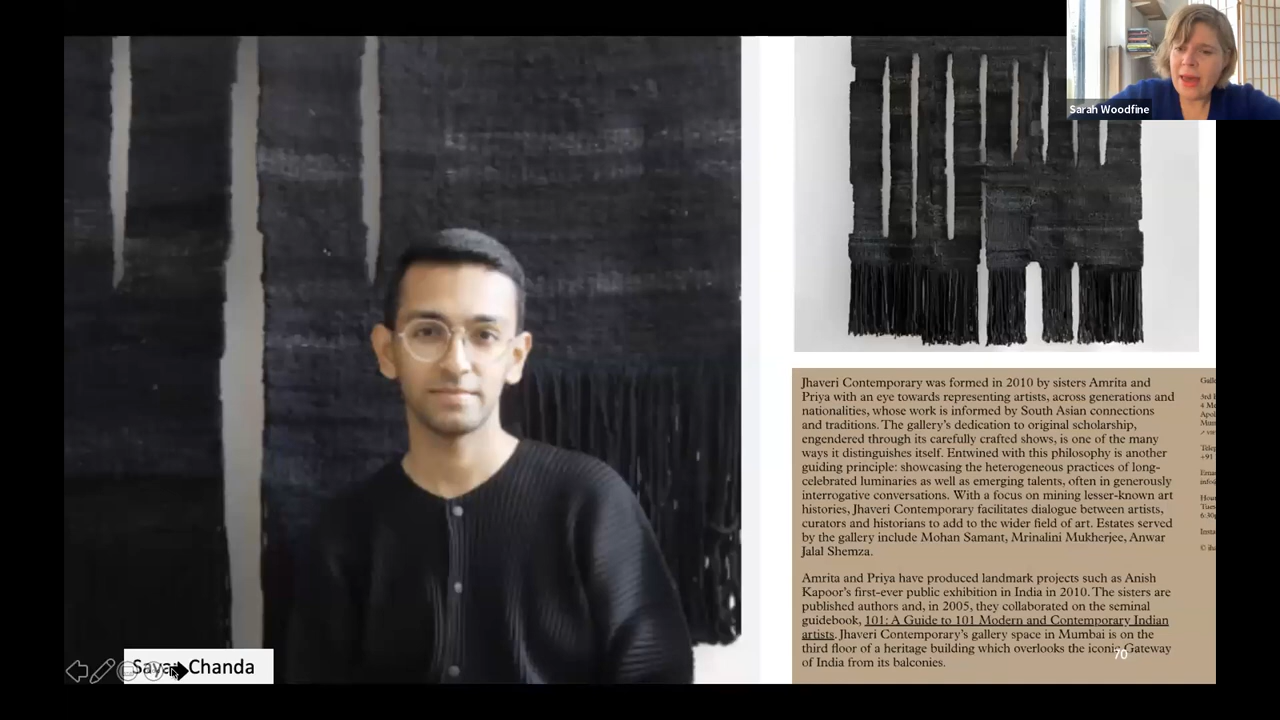 Sarah Woodfine
Jhaveri Contemporary was formed in 2010 by sisters Amrita and
Priya with an eye towards representing artists, across generations and
nationalities, whose work is informed by South Asian connections
and traditions. The gallery's dedication to original scholarship,
engendered through its carefully crafted shows, is one of the many
ways it distinguishes itself. Entwined with this philosophy is another
guiding principle: showcasing the heterogeneous practices of long-
celebrated luminaries as well as emerging talents, often in generously
interrogative conversations. With a focus on mining lesser-known art
histories, Jhaveri Contemporary facilitates dialogue between artists,
curators and historians to add to the wider field of art. Estates served
by the gallery include Mohan Samant, Mrinalini Mukherjee, Anwar
Jalal Shemza.
Amrita and Priya have produced landmark projects such as Anish
Kapoor's first-ever public exhibition in India in 2010. The sisters are
published authors and, in 2005, they collaborated on the seminal
guidebook, 101: A Guide to 101 Modern and Contemporary Indian
artists. Jhaveri Contemporary's gallery space in Mumbai is on the
third floor of a heritage building which overlooks the iconic Gateway
of India from its balconies.
70
Chanda